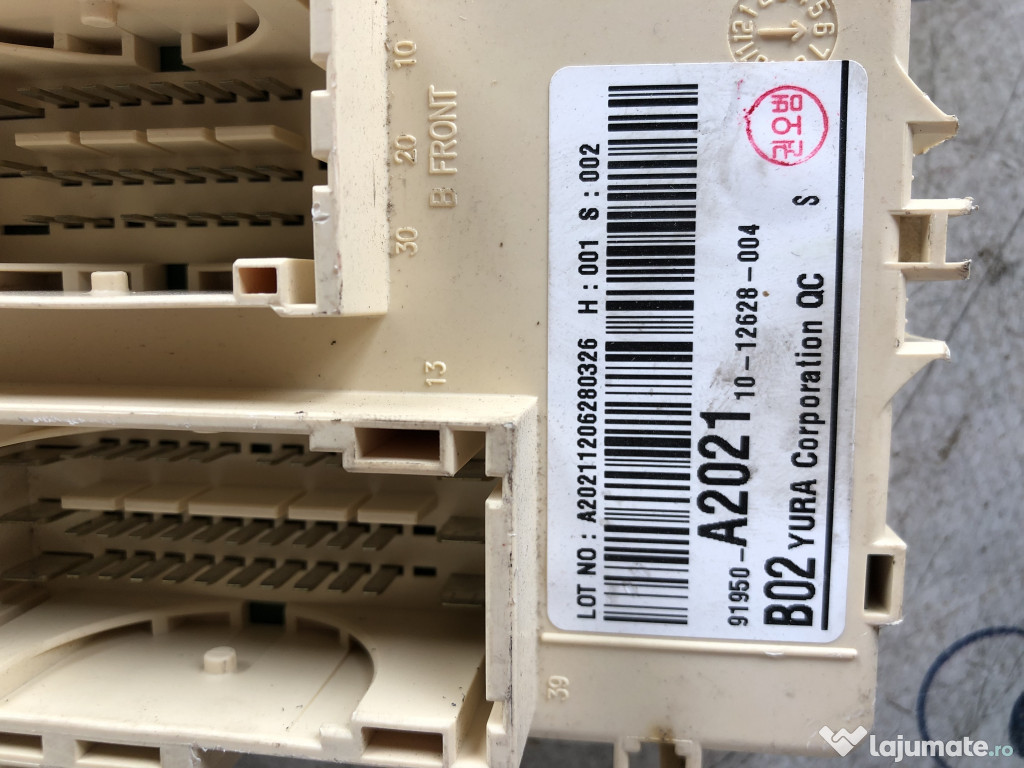 LOT NO : A2021120628O326 H : 001 S : 002
91950-A2021 10-12628-004
B02 YURA Corporation QC S
B FRONT
10
20
30
13
39
lajumate.ro